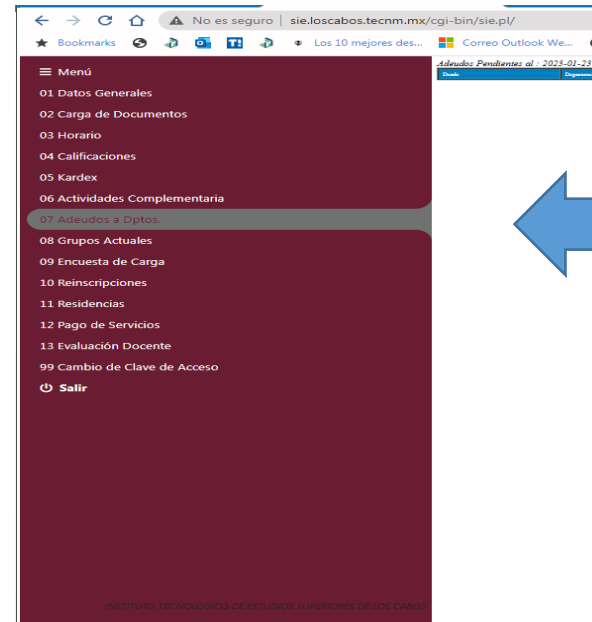 No es seguro | sie.loscabos.tecnm.mx/cgi-bin/sie.pl/
Bookmarks Los 10 mejores des... Correo Outlook We...
Menú
Adeudos Pendientes al : 2023-01-23
01 Datos Generales
02 Carga de Documentos
03 Horario
04 Calificaciones
05 Kardex
06 Actividades Complementaria
07 Adeudos a Dptos.
08 Grupos Actuales
09 Encuesta de Carga
10 Reinscripciones
11 Residencias
12 Pago de Servicios
13 Evaluación Docente
99 Cambio de Clave de Acceso
Salir
INSTITUTO TECNOLÓGICO DE ESTUDIOS SUPERIORES DE LOS CABOS